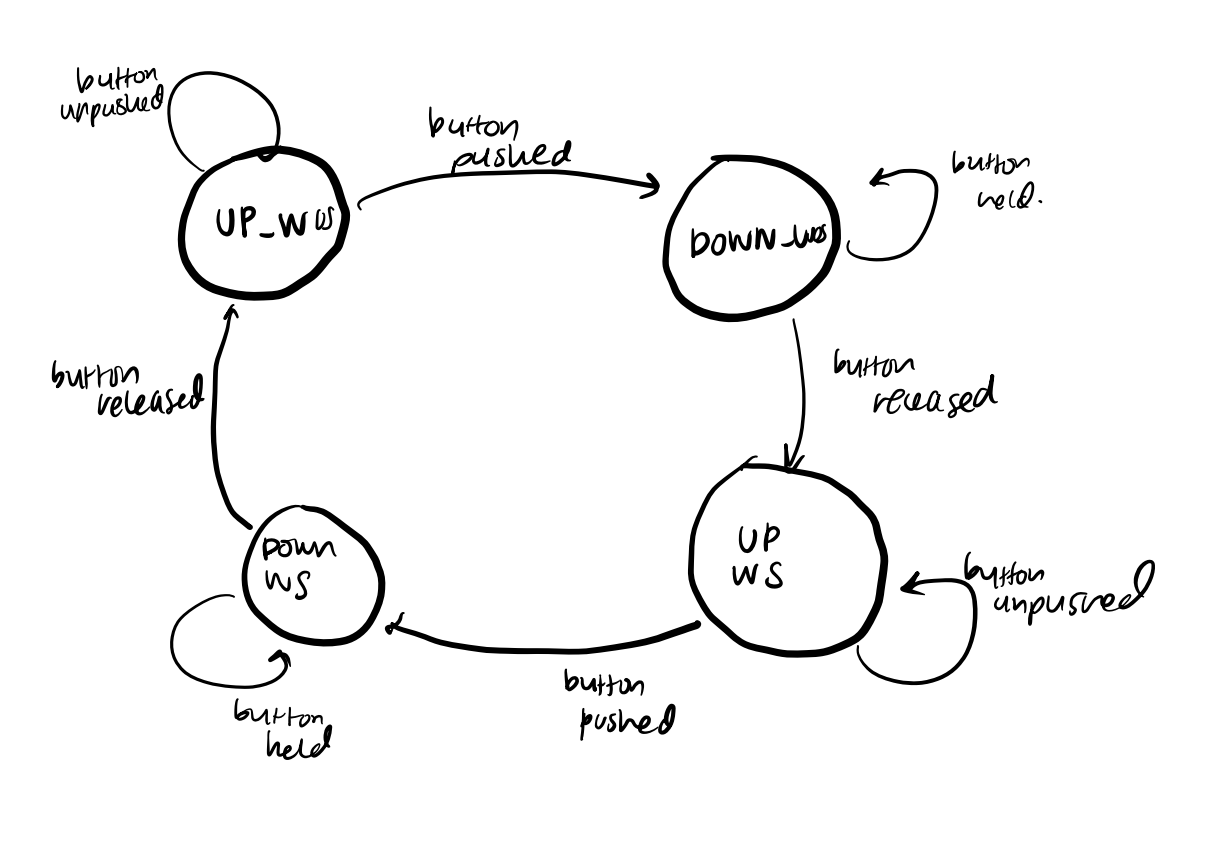 button
unpushed
button
pushed
button
held.
UP_W
DOWN_WOS
button
released
button
released
UP
WS
DOWN
WS
button
unpushed
button
pushed
button
held